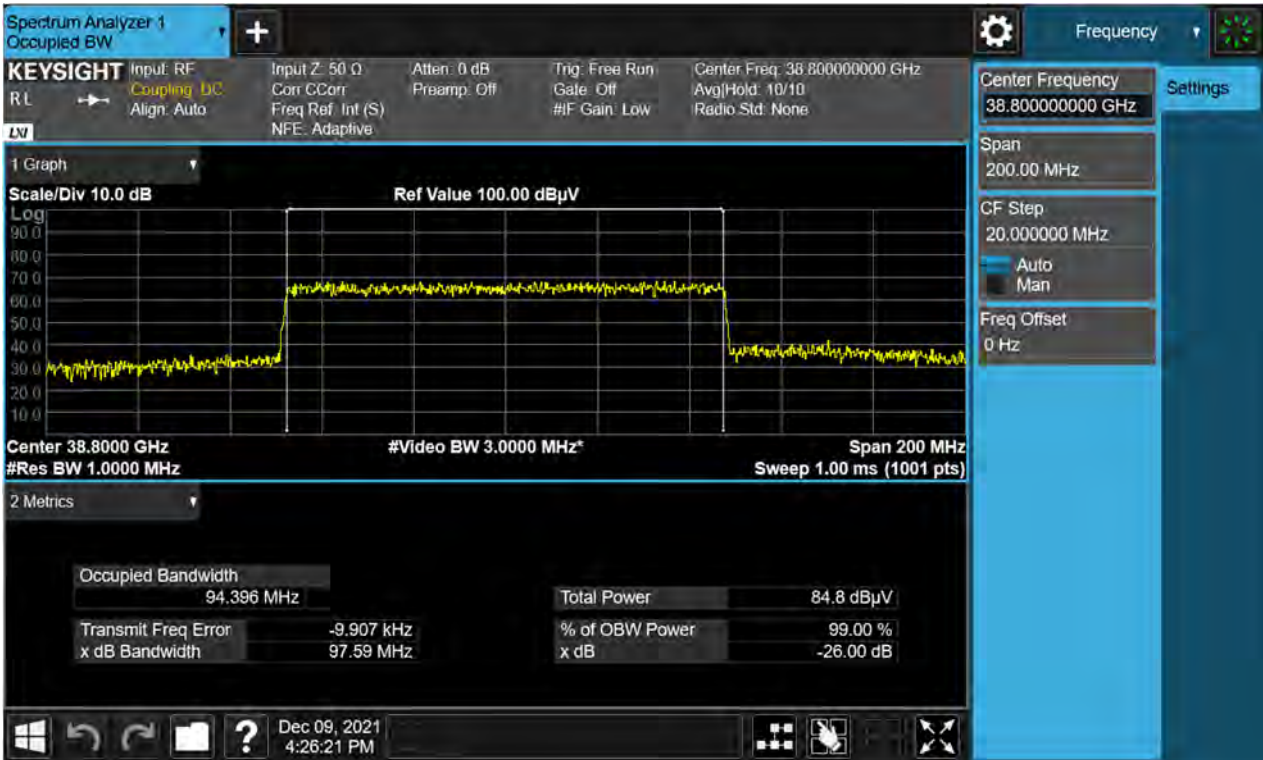 Spectrum Analyzer 1
Occupied BW
Frequency
KEYSIGHT
R L
LXI
Input: RF
Coupling: DC
Align: Auto
Input Z: 50 Ω
Corr CCorr
Freq Ref: Int (S)
NFE: Adaptive
Atten: 0 dB
Preamp: Off
Trig: Free Run
Gate: Off
#IF Gain: Low
Center Freq: 38.800000000 GHz
Avg|Hold: 10/10
Radio Std: None
1 Graph
Scale/Div 10.0 dB
Ref Value 100.00 dBµV
Log
90.0
80.0
70.0
60.0
50.0
40.0
30.0
20.0
10.0
Center 38.8000 GHz
#Video BW 3.0000 MHz*
Span 200 MHz
#Res BW 1.0000 MHz
Sweep 1.00 ms (1001 pts)
2 Metrics
Occupied Bandwidth
94.396 MHz
Total Power 84.8 dBµV
Transmit Freq Error -9.907 kHz
% of OBW Power 99.00 %
x dB Bandwidth 97.59 MHz
x dB -26.00 dB
?
Dec 09, 2021
4:26:21 PM
Center Frequency
38.800000000 GHz
Settings
Span
200.00 MHz
CF Step
20.000000 MHz
Auto
Man
Freq Offset
0 Hz